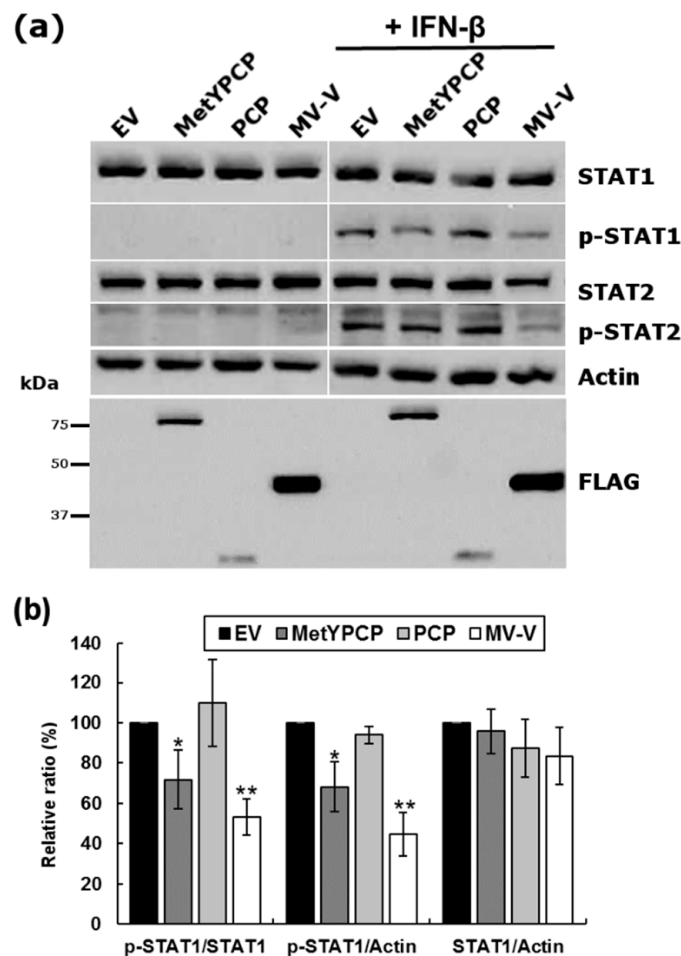 (a)
+ IFN-β
EV MetYPCP PCP MV-V EV MetYPCP PCP MV-V
STAT1
p-STAT1
STAT2
p-STAT2
Actin
kDa
75
50
FLAG
37
(b)
140
EV MetYPCP PCP MV-V
120
100
80
60
40
20
0
Relative ratio (%)
* ** * **
p-STAT1/STAT1 p-STAT1/Actin STAT1/Actin